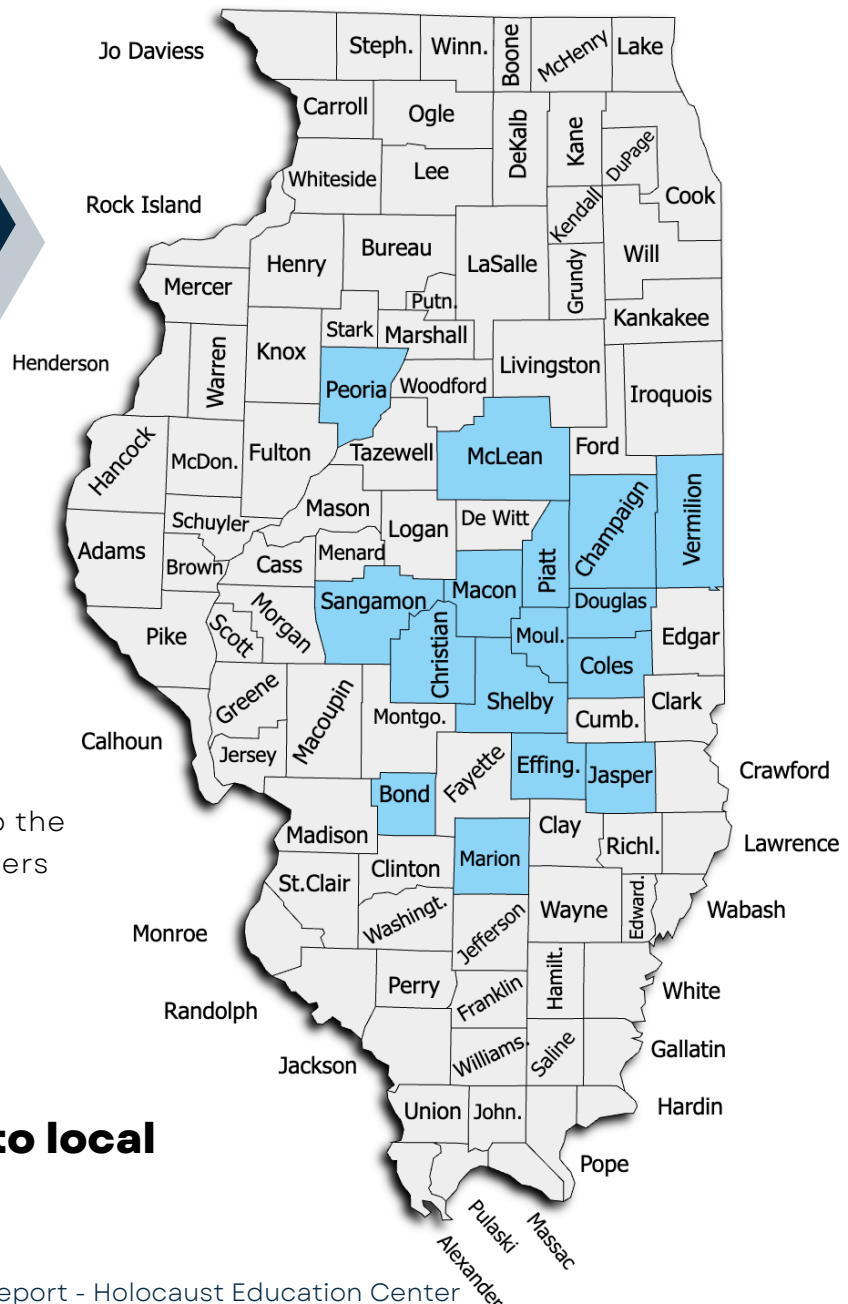 Jo Daviess
Steph.
Winn.
Boone
McHenry
Lake
Carroll
Ogle
DeKalb
Kane
DuPage
Cook
Whiteside
Lee
Rock Island
Kendall
Bureau
Henry
LaSalle
Will
Grundy
Mercer
Putn.
Kankakee
Stark
Marshall
Henderson
Warren
Knox
Livingston
Peoria
Woodford
Iroquois
Hancock
McDon.
Fulton
Tazewell
McLean
Ford
Mason
Schuyler
Logan
De Witt
Champaign
Vermilion
Adams
Brown
Cass
Menard
Piatt
Macon
Sangamon
Douglas
Pike
Scott
Morgan
Christian
Moul.
Edgar
Coles
Greene
Macoupin
Shelby
Clark
Montgo.
Cumb.
Calhoun
Jersey
Fayette
Effing.
Jasper
Crawford
Bond
o the
Madison
Clay
Richl.
Lawrence
ers
Clinton
Marion
St.Clair
Washingt.
Jefferson
Wayne
Edward.
Wabash
Monroe
Perry
Franklin
Hamilt.
White
Randolph
Jackson
Williams.
Saline
Gallatin
Union
John.
Hardin
to local
Pope
Pulaski
Massac
Alexander
eport - Holocaust Education Center